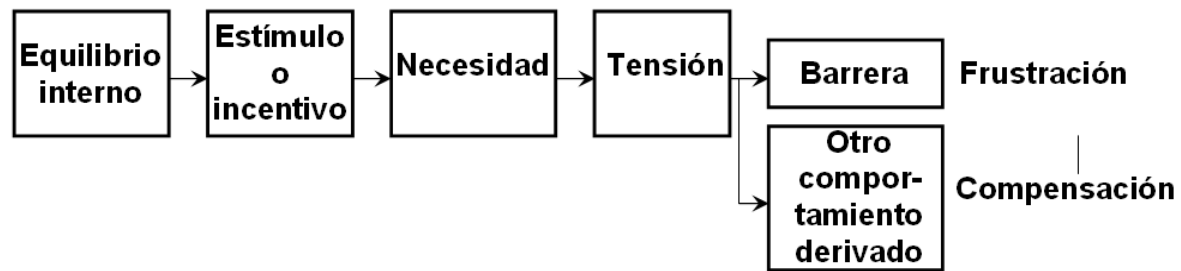 Equilibrio
interno
Estímulo
o
incentivo
Necesidad
Tensión
Barrera
Frustración
Otro
compor-
tamiento
derivado
Compensación